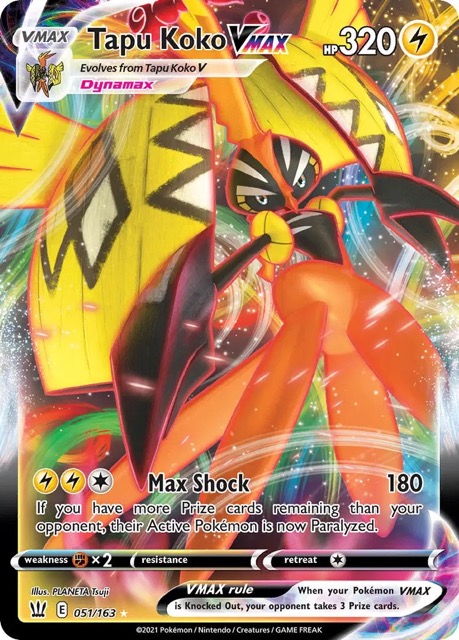 VMAX
Tapu Koko VMAX
HP 320
Evolves from Tapu Koko V
Dynamax
Max Shock 180
If you have more Prize cards remaining than your
opponent, their Active Pokémon is now Paralyzed.
weakness ×2 resistance retreat
Illus. PLANETA Tsuji
E 051/163
VMAX rule When your Pokémon VMAX
is Knocked Out, your opponent takes 3 Prize cards.
©2021 Pokémon / Nintendo / Creatures / GAME FREAK